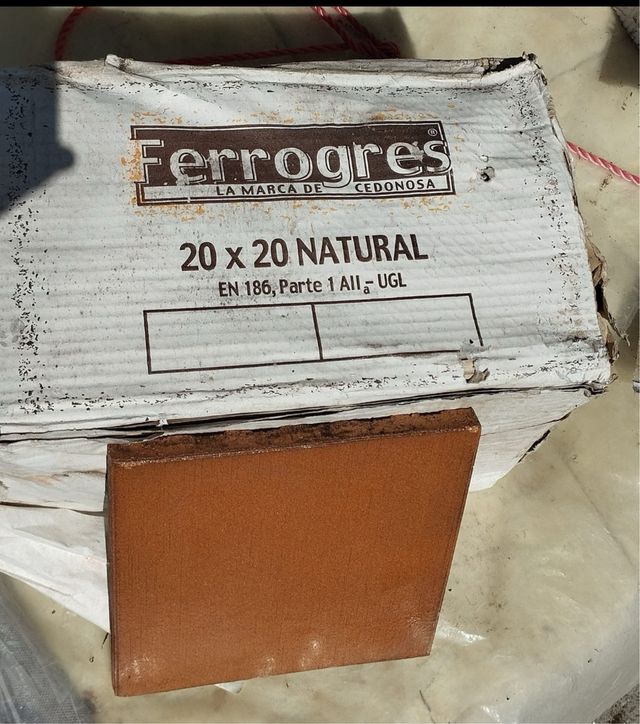 Ferrogres®
LA MARCA DE CEDONOSA
20 x 20 NATURAL
EN 186, Parte 1 AIIa - UGL